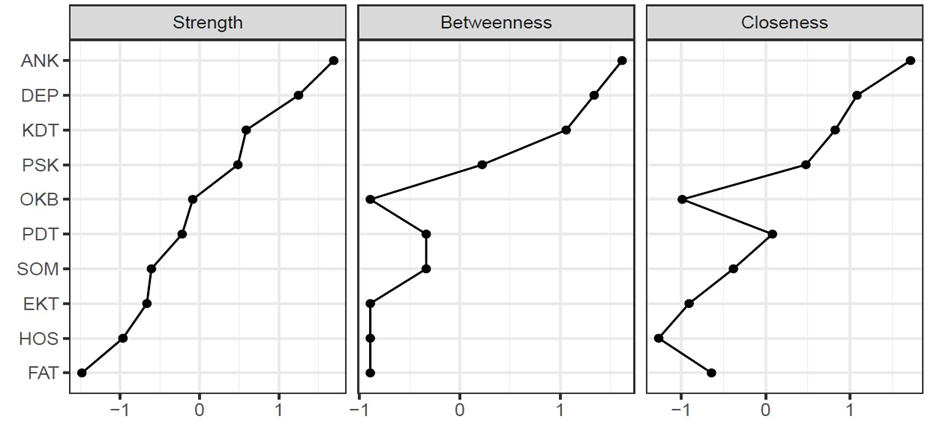 Strength Betweenness Closeness
ANK
DEP
KDT
PSK
OKB
PDT
SOM
EKT
HOS
FAT
−1 0 1 −1 0 1 −1 0 1